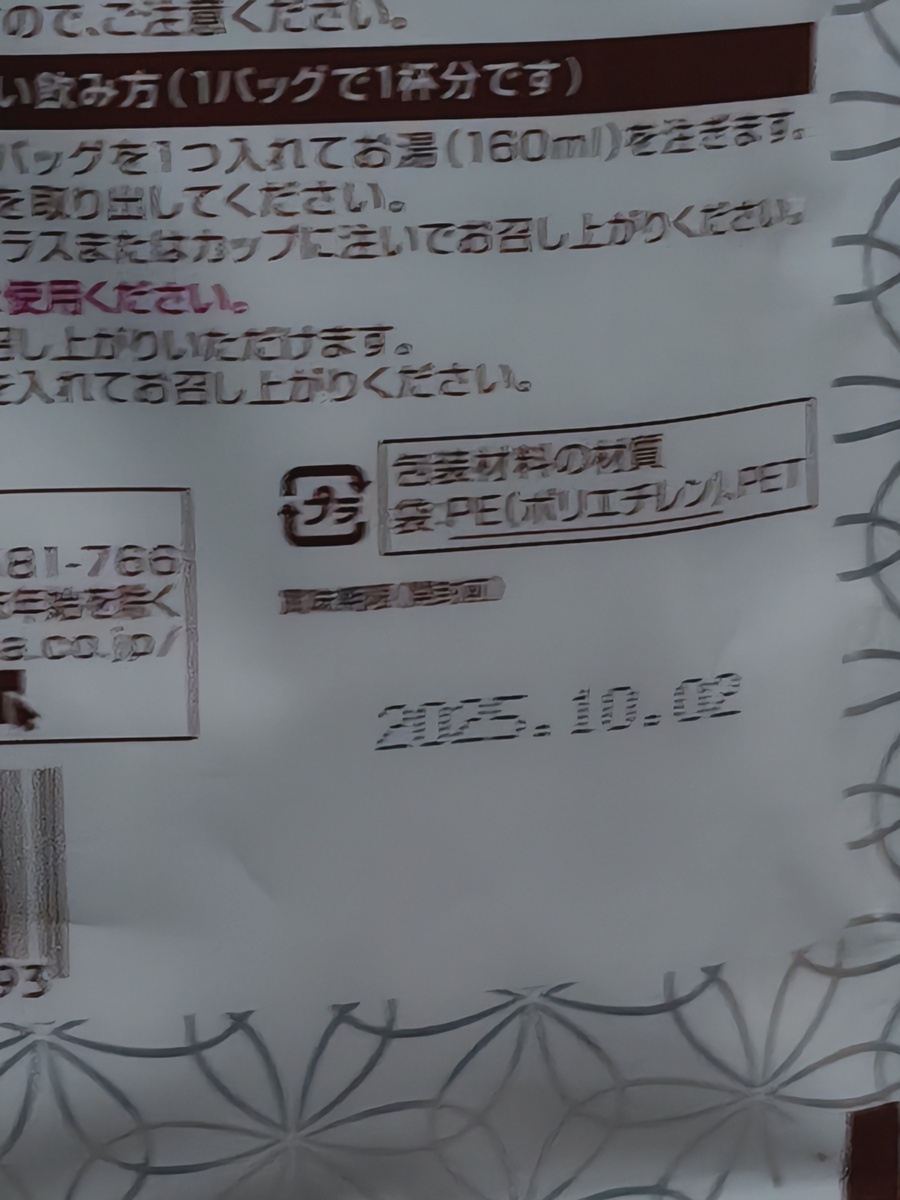 ので、ご注意ください。
い飲み方(1バッグで1杯分です)
バッグを1つ入れてお湯(160ml)を注ぎます。
を取り出してください。
ラスまたはカップに注いでお召し上がりください。
使用ください。
召し上がりいただけます。
を入れてお召し上がりください。
プラ
包装材料の材質
袋:PE(ポリエチレン)、PET
81-766
年始を除く
a.co.jp/
2025.10.02
93